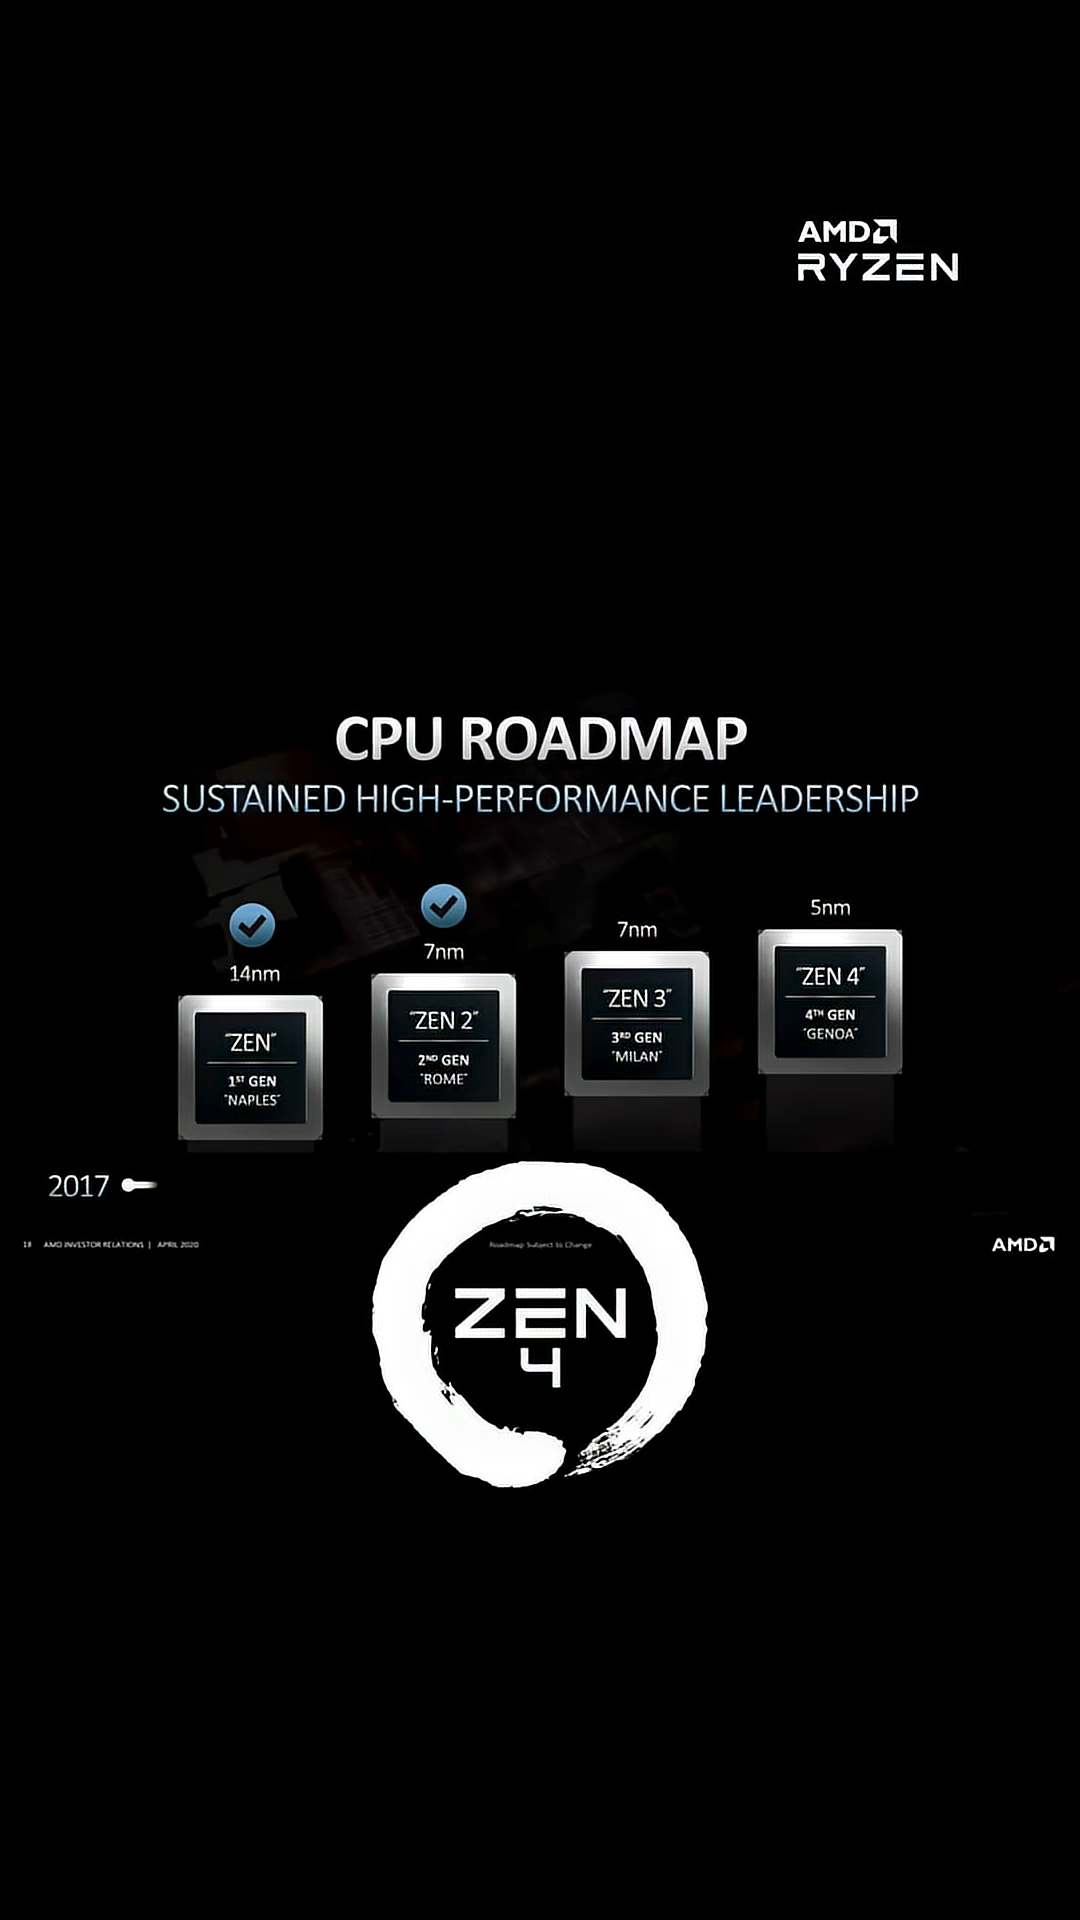 AMD
RYZEN
CPU ROADMAP
SUSTAINED HIGH-PERFORMANCE LEADERSHIP
14nm
"ZEN"
1ST GEN
"NAPLES"
7nm
"ZEN 2"
2ND GEN
"ROME"
7nm
"ZEN 3"
3RD GEN
"MILAN"
5nm
"ZEN 4"
4TH GEN
"GENOA"
2017
18 AMD INVESTOR RELATIONS | APRIL 2020
Roadmap Subject to Change
AMD
ZEN
4